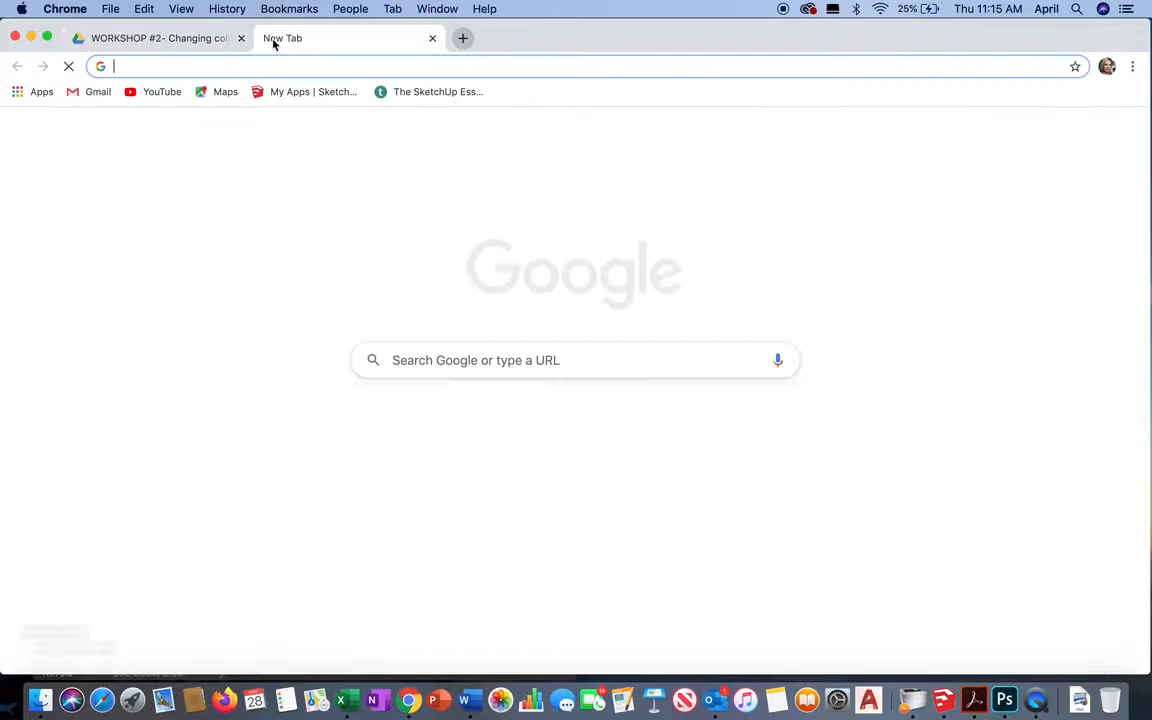 Chrome File Edit View History Bookmarks People Tab Window Help 25% Thu 11:15 AM April
WORKSHOP #2- Changing col New Tab
Apps Gmail YouTube Maps My Apps | Sketch... The SketchUp Ess...
Google
Search Google or type a URL